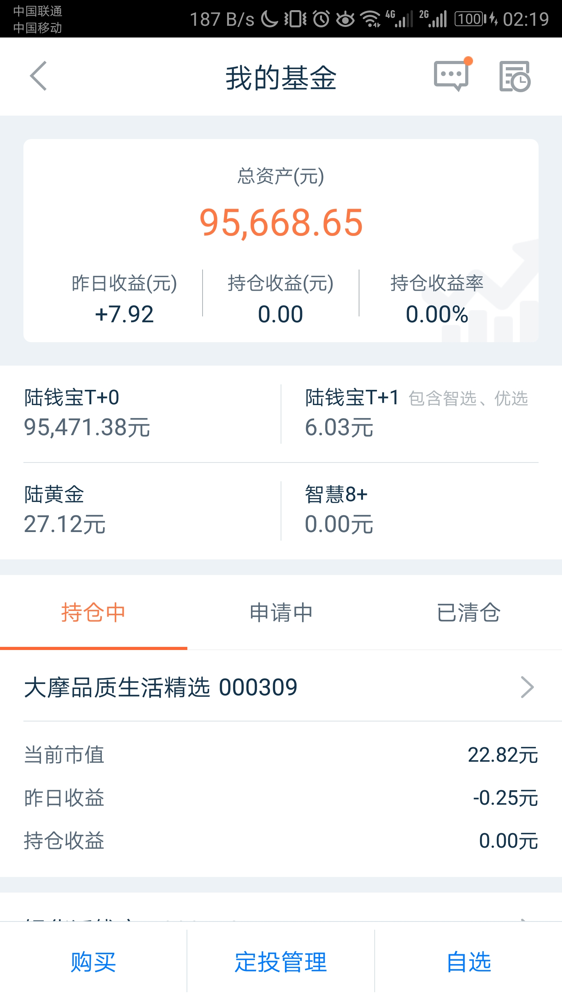 中国联通
中国移动
187 B/s 4G 2G 100 02:19
我的基金
总资产(元)
95,668.65
昨日收益(元) 持仓收益(元) 持仓收益率
+7.92 0.00 0.00%
陆钱宝T+0 陆钱宝T+1 包含智选、优选
95,471.38元 6.03元
陆黄金 智慧8+
27.12元 0.00元
持仓中 申请中 已清仓
大摩品质生活精选 000309
当前市值 22.82元
昨日收益 -0.25元
持仓收益 0.00元
购买 定投管理 自选